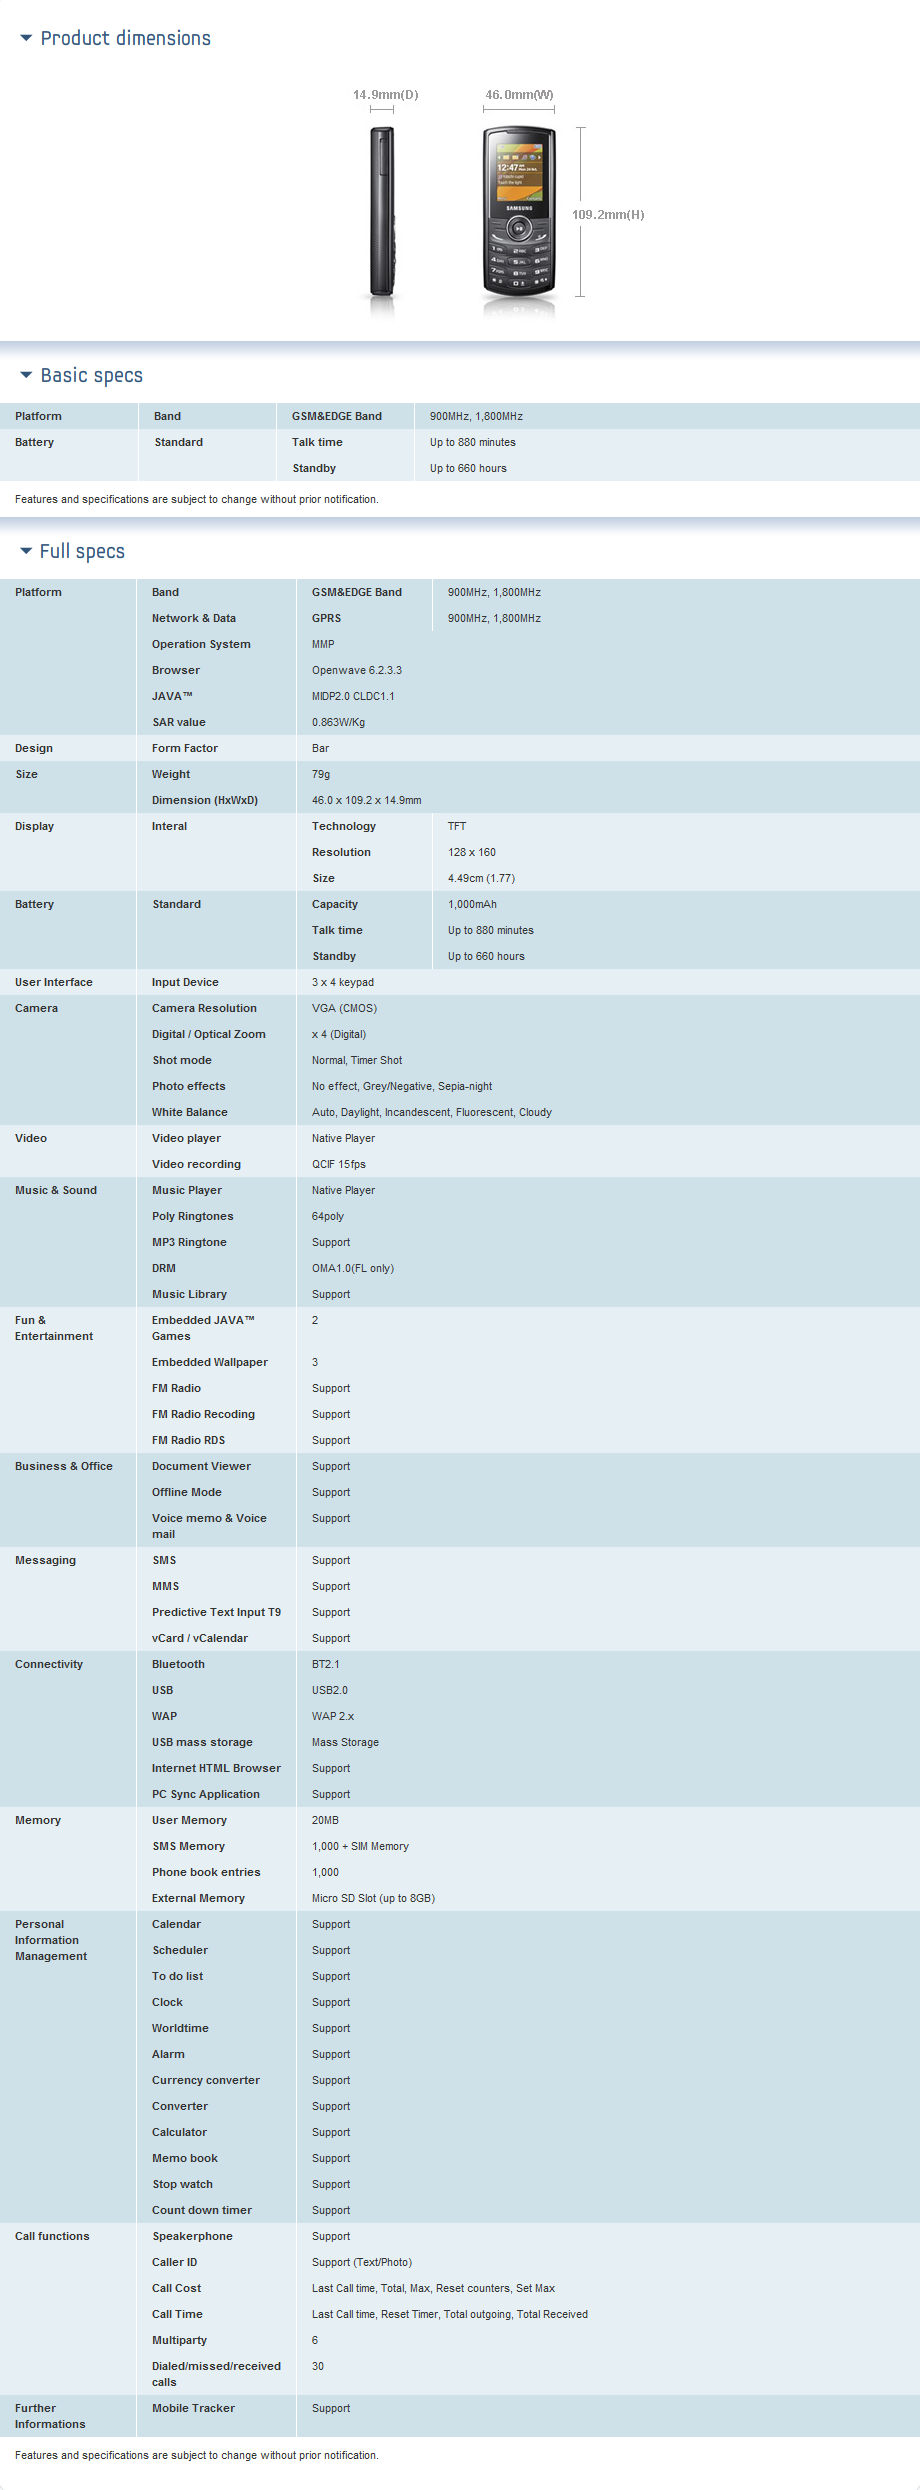 Product dimensions
14.9mm(D) 46.0mm(W)
12:47
SAMSUNG
109.2mm(H)
Basic specs
Platform Band GSM&EDGE Band 900MHz, 1,800MHz
Battery Standard Talk time Up to 880 minutes
Standby Up to 660 hours
Features and specifications are subject to change without prior notification.
Full specs
Platform Band GSM&EDGE Band 900MHz, 1,800MHz
Network & Data GPRS 900MHz, 1,800MHz
Operation System MMP
Browser Openwave 6.2.3.3
JAVA™ MIDP2.0 CLDC1.1
SAR value 0.863W/Kg
Design Form Factor Bar
Size Weight 79g
Dimension (HxWxD) 46.0 x 109.2 x 14.9mm
Display Interal Technology TFT
Resolution 128 x 160
Size 4.49cm (1.77)
Battery Standard Capacity 1,000mAh
Talk time Up to 880 minutes
Standby Up to 660 hours
User Interface Input Device 3 x 4 keypad
Camera Camera Resolution VGA (CMOS)
Digital / Optical Zoom x 4 (Digital)
Shot mode Normal, Timer Shot
Photo effects No effect, Grey/Negative, Sepia-night
White Balance Auto, Daylight, Incandescent, Fluorescent, Cloudy
Video Video player Native Player
Video recording QCIF 15fps
Music & Sound Music Player Native Player
Poly Ringtones 64poly
MP3 Ringtone Support
DRM OMA1.0(FL only)
Music Library Support
Fun & Embedded JAVA™ 2
Entertainment Games
Embedded Wallpaper 3
FM Radio Support
FM Radio Recoding Support
FM Radio RDS Support
Business & Office Document Viewer Support
Offline Mode Support
Voice memo & Voice Support
mail
Messaging SMS Support
MMS Support
Predictive Text Input T9 Support
vCard / vCalendar Support
Connectivity Bluetooth BT2.1
USB USB2.0
WAP WAP 2.x
USB mass storage Mass Storage
Internet HTML Browser Support
PC Sync Application Support
Memory User Memory 20MB
SMS Memory 1,000 + SIM Memory
Phone book entries 1,000
External Memory Micro SD Slot (up to 8GB)
Personal Calendar Support
Information
Management Scheduler Support
To do list Support
Clock Support
Worldtime Support
Alarm Support
Currency converter Support
Converter Support
Calculator Support
Memo book Support
Stop watch Support
Count down timer Support
Call functions Speakerphone Support
Caller ID Support (Text/Photo)
Call Cost Last Call time, Total, Max, Reset counters, Set Max
Call Time Last Call time, Reset Timer, Total outgoing, Total Received
Multiparty 6
Dialed/missed/received 30
calls
Further Mobile Tracker Support
Informations
Features and specifications are subject to change without prior notification.